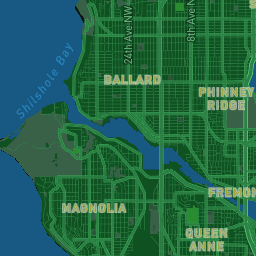 24th Ave NW
8th Ave N
Shilshole Bay
BALLARD
PHINNEY
RIDGE
FREMON
MAGNOLIA
QUEEN
ANNE